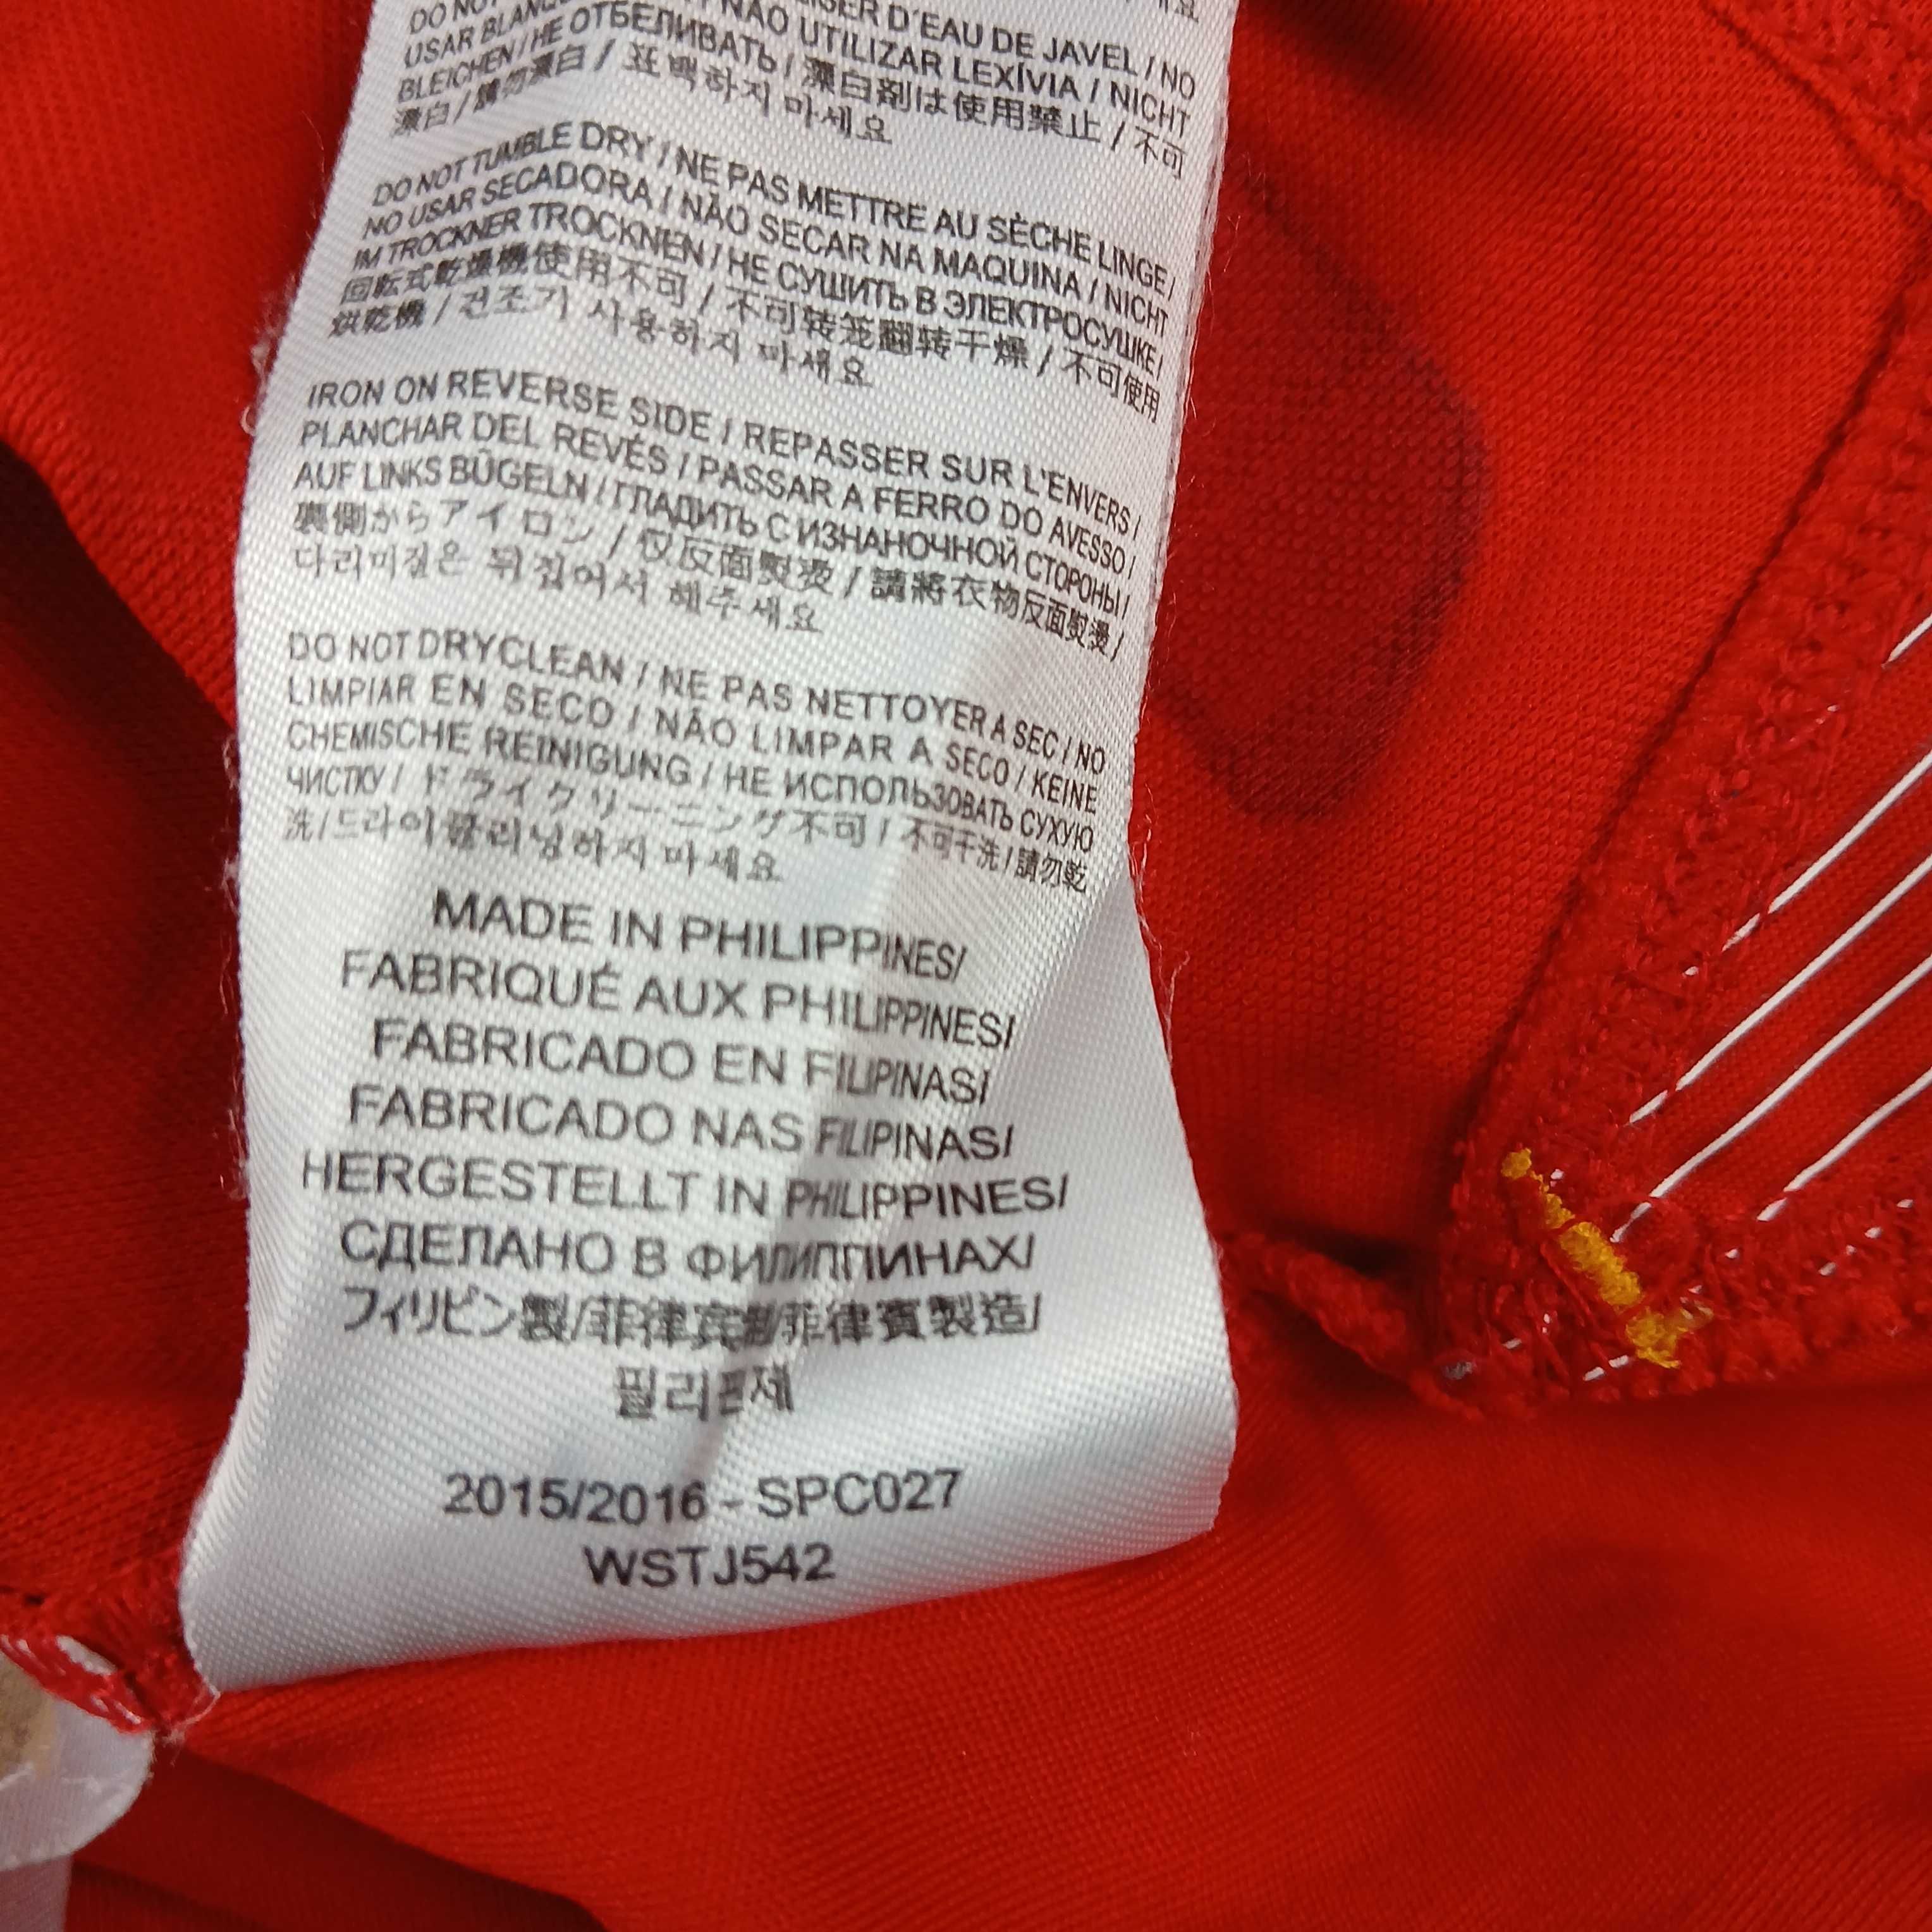 DO NOT
USAR BLANQ
BLEICHEN / НЕ ОТБЕЛИВАТЬ / 漂白剤は使用禁止 / 不可
漂白 / 請勿漂白 / 표백하지 마세요
D'EAU DE JAVEL / NO
NÃO UTILIZAR LEXÍVIA / NICHT
DO NOT TUMBLE DRY / NE PAS METTRE AU SÈCHE LINGE /
NO USAR SECADORA / NÃO SECAR NA MAQUINA / NICHT
IM TROCKNER TROCKNEN / НЕ СУШИТЬ В ЭЛЕКТРОСУШКЕ /
回転式乾燥機使用不可 / 不可转笼翻转干燥 / 不可使用
烘乾機 / 건조기 사용하지 마세요
IRON ON REVERSE SIDE / REPASSER SUR L'ENVERS /
PLANCHAR DEL REVÉS / PASSAR A FERRO DO AVESSO /
AUF LINKS BÜGELN / ГЛАДИТЬ С ИЗНАНОЧНОЙ СТОРОНЫ /
裏側からアイロン / 仅反面熨烫 / 請將衣物反面熨燙 /
다리미질은 뒤집어서 해주세요
DO NOT DRYCLEAN / NE PAS NETTOYER A SEC / NO
LIMPIAR EN SECO / NÃO LIMPAR A SECO / KEINE
CHEMISCHE REINIGUNG / НЕ ИСПОЛЬЗОВАТЬ СУХУЮ
ЧИСТКУ / ドライクリーニング不可 / 不可干洗 / 請勿乾
洗 / 드라이클리닝하지 마세요
MADE IN PHILIPPINES/
FABRIQUÉ AUX PHILIPPINES/
FABRICADO EN FILIPINAS/
FABRICADO NAS FILIPINAS/
HERGESTELLT IN PHILIPPINES/
СДЕЛАНО В ФИЛИППИНАХ/
フィリピン製/菲律宾制/菲律賓製造/
필리핀제
2015/2016 - SPC027
WSTJ542